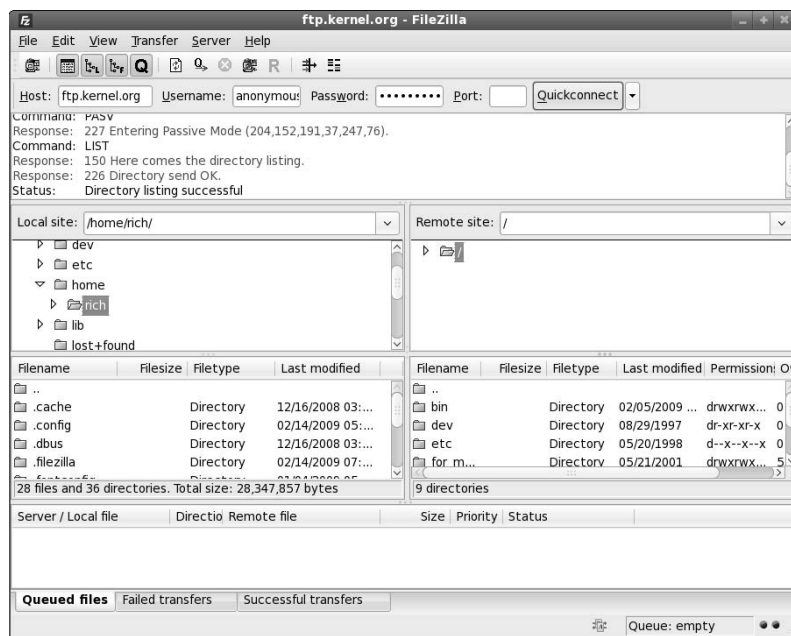 ftp.kernel.org - FileZilla
File Edit View Transfer Server Help
Host: ftp.kernel.org Username: anonymous Password: ••••••••• Port: Quickconnect
Command: PASV
Response: 227 Entering Passive Mode (204,152,191,37,247,76).
Command: LIST
Response: 150 Here comes the directory listing.
Response: 226 Directory send OK.
Status: Directory listing successful
Local site: /home/rich/
dev
etc
home
rich
lib
lost+found
Remote site: /
/
Filename Filesize Filetype Last modified
..
.cache Directory 12/16/2008 03:...
.config Directory 02/14/2009 05:...
.dbus Directory 12/16/2008 03:...
.filezilla Directory 02/14/2009 07:...
28 files and 36 directories. Total size: 28,347,857 bytes
Filename Filesize Filetype Last modified Permission: O
..
bin Directory 02/05/2009 ... drwxrwx... 0
dev Directory 08/29/1997 dr-xr-xr-x 0
etc Directory 05/20/1998 d--x--x--x 0
for m... Directory 05/21/2001 drwxrwx... 5
9 directories
Server / Local file Directio Remote file Size Priority Status
Queued files Failed transfers Successful transfers
Queue: empty